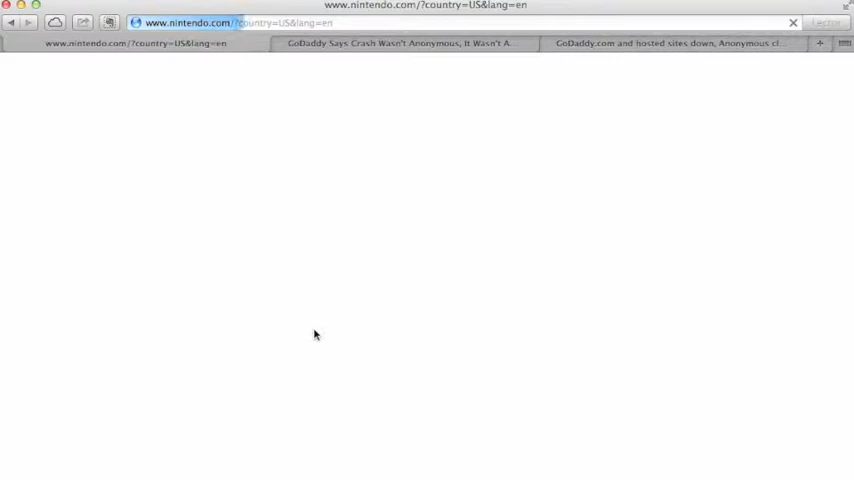 www.nintendo.com/?country=US&lang=en
www.nintendo.com/?country=US&lang=en
Lector
www.nintendo.com/?country=US&lang=en
GoDaddy Says Crash Wasn't Anonymous, It Wasn't A...
GoDaddy.com and hosted sites down, Anonymous cl...
+